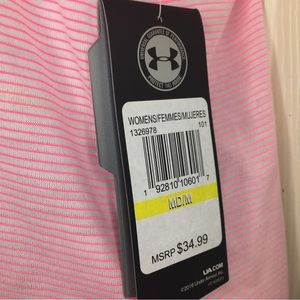 WOMENS/FEMMES/MUJERES
1326978 101
1 92810 10601 7
MD/M
MSRP $34.99
UA.COM